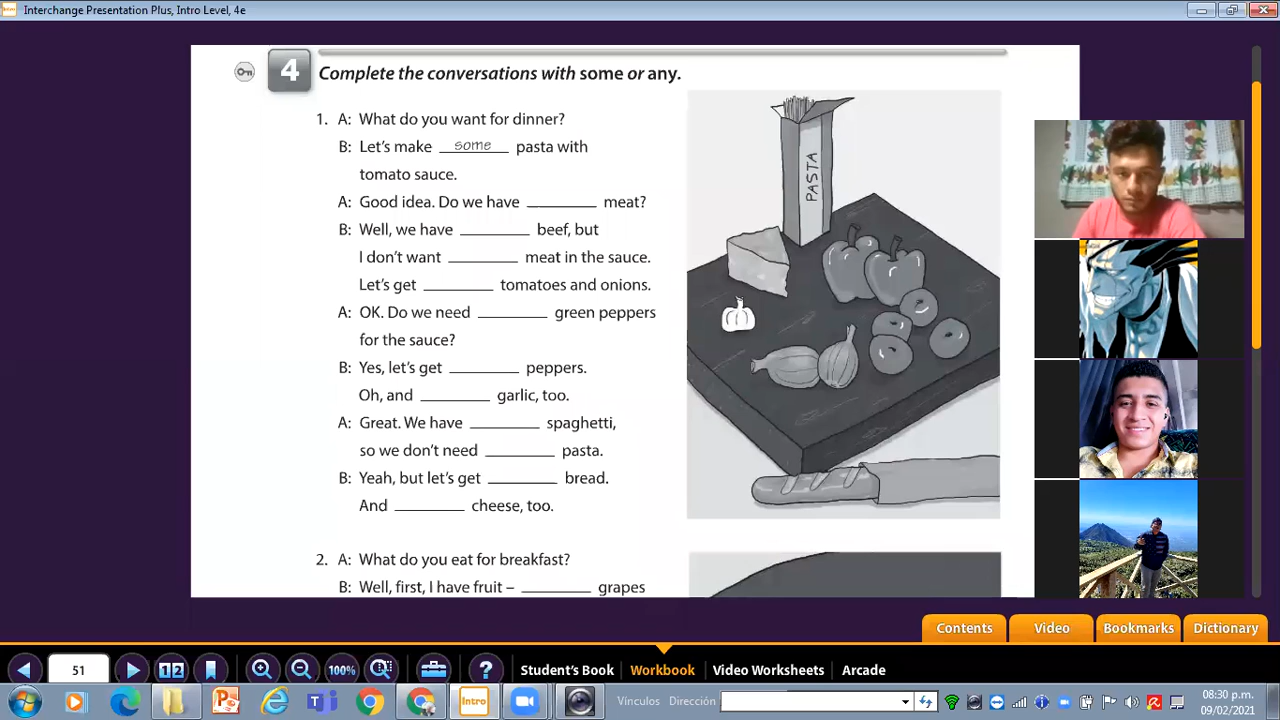 Interchange Presentation Plus, Intro Level, 4e
4 Complete the conversations with some or any.
1. A: What do you want for dinner?
B: Let's make some pasta with
tomato sauce.
A: Good idea. Do we have ________ meat?
B: Well, we have ________ beef, but
I don't want ________ meat in the sauce.
Let's get ________ tomatoes and onions.
A: OK. Do we need ________ green peppers
for the sauce?
B: Yes, let's get ________ peppers.
Oh, and ________ garlic, too.
A: Great. We have ________ spaghetti,
so we don't need ________ pasta.
B: Yeah, but let's get ________ bread.
And ________ cheese, too.
PASTA
2. A: What do you eat for breakfast?
B: Well, first, I have fruit – ________ grapes
Contents Video Bookmarks Dictionary
51 12 100% ? Student's Book Workbook Video Worksheets Arcade
Intro Vínculos Dirección 08:30 p.m.
09/02/2021